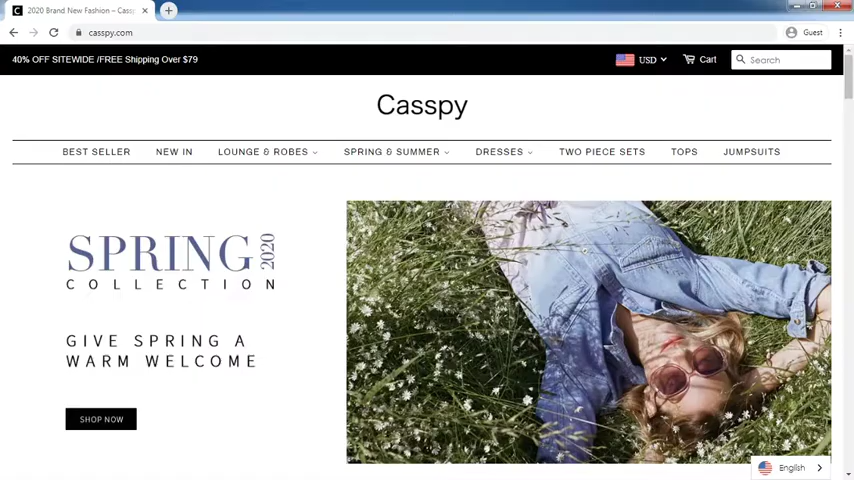 2020 Brand New Fashion – Cassp
casspy.com
Guest
40% OFF SITEWIDE /FREE Shipping Over $79
USD
Cart
Search
Casspy
BEST SELLER
NEW IN
LOUNGE & ROBES
SPRING & SUMMER
DRESSES
TWO PIECE SETS
TOPS
JUMPSUITS
SPRING 2020
COLLECTION
GIVE SPRING A
WARM WELCOME
SHOP NOW
English